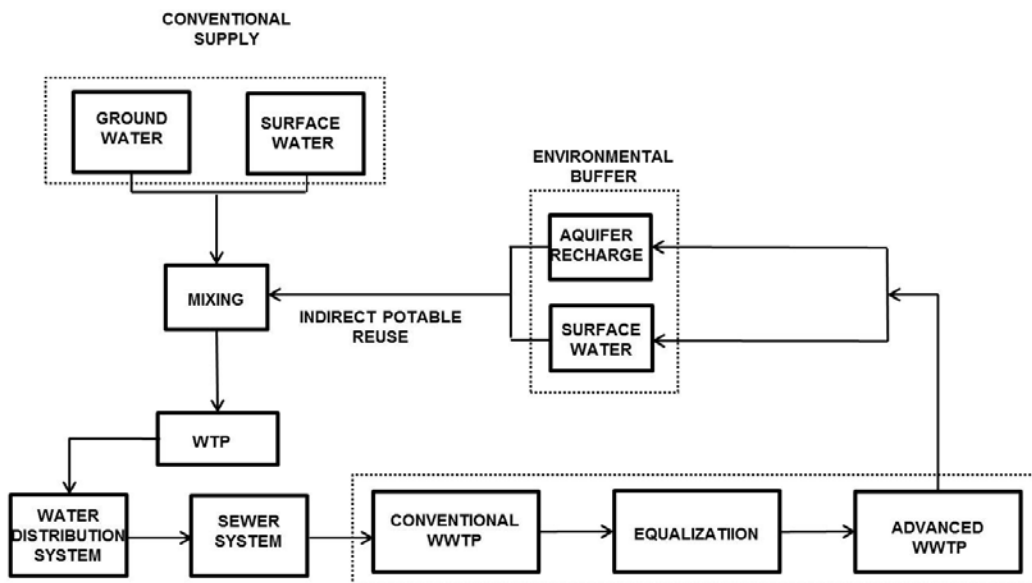 CONVENTIONAL
SUPPLY
GROUND
WATER
SURFACE
WATER
ENVIRONMENTAL
BUFFER
AQUIFER
RECHARGE
MIXING
INDIRECT POTABLE
REUSE
SURFACE
WATER
WTP
WATER
DISTRIBUTION
SYSTEM
SEWER
SYSTEM
CONVENTIONAL
WWTP
EQUALIZATIION
ADVANCED
WWTP